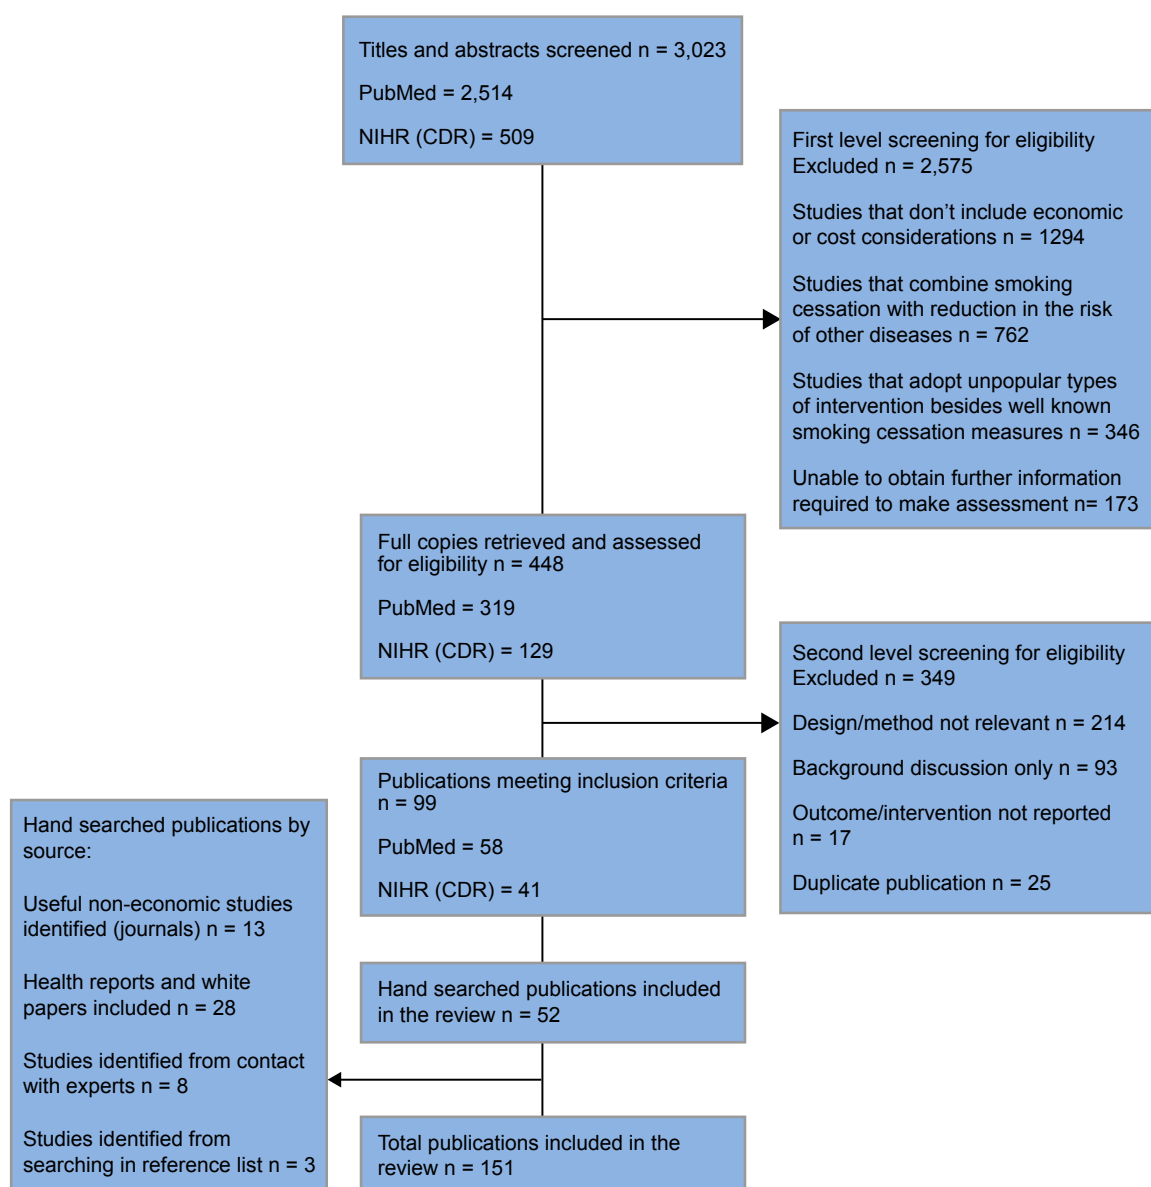 Titles and abstracts screened n = 3,023
PubMed = 2,514
NIHR (CDR) = 509
First level screening for eligibility
Excluded n = 2,575
Studies that don’t include economic
or cost considerations n = 1294
Studies that combine smoking
cessation with reduction in the risk
of other diseases n = 762
Studies that adopt unpopular types
of intervention besides well known
smoking cessation measures n = 346
Unable to obtain further information
required to make assessment n= 173
Full copies retrieved and assessed
for eligibility n = 448
PubMed = 319
NIHR (CDR) = 129
Second level screening for eligibility
Excluded n = 349
Design/method not relevant n = 214
Background discussion only n = 93
Outcome/intervention not reported
n = 17
Duplicate publication n = 25
Publications meeting inclusion criteria
n = 99
PubMed = 58
NIHR (CDR) = 41
Hand searched publications by
source:
Useful non-economic studies
identified (journals) n = 13
Health reports and white
papers included n = 28
Studies identified from contact
with experts n = 8
Studies identified from
searching in reference list n = 3
Hand searched publications included
in the review n = 52
Total publications included in the
review n = 151